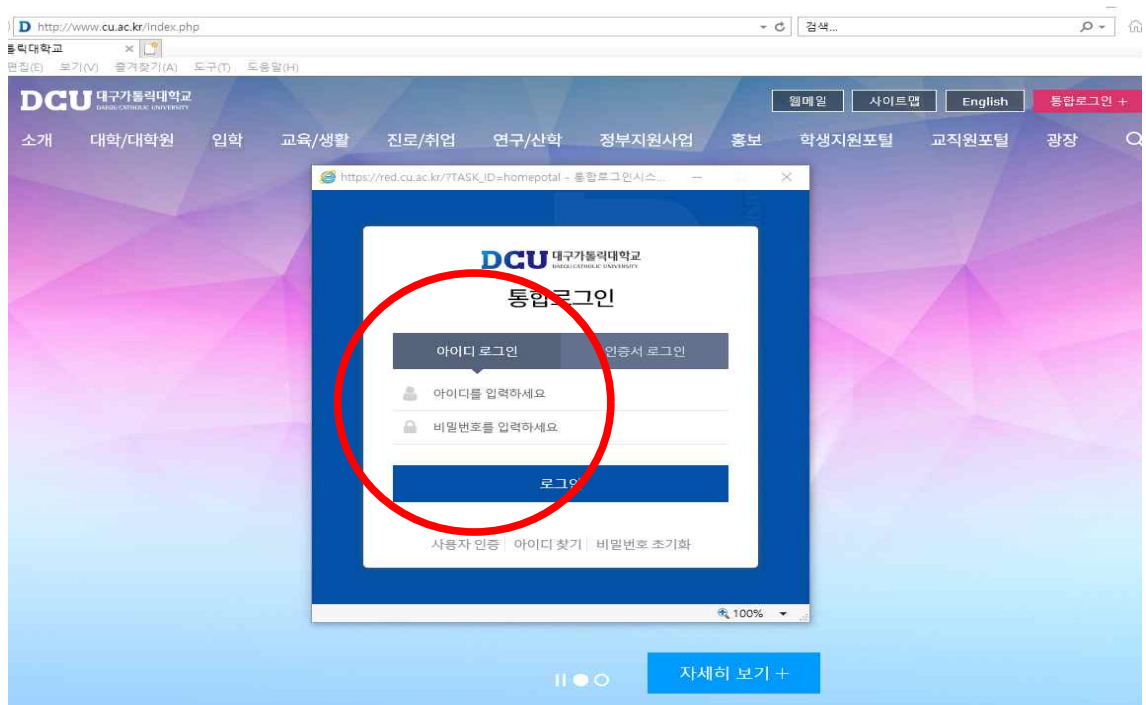 http://www.cu.ac.kr/index.php
검색...
톨릭대학교
편집(E) 보기(V) 즐겨찾기(A) 도구(T) 도움말(H)
DCU 대구가톨릭대학교
DAEGU CATHOLIC UNIVERSITY
웹메일 사이트맵 English 통합로그인 +
소개 대학/대학원 입학 교육/생활 진로/취업 연구/산학 정부지원사업 홍보 학생지원포털 교직원포털 광장
https://red.cu.ac.kr/?TASK_ID=homepotal - 통합로그인시스...
DCU 대구가톨릭대학교
DAEGU CATHOLIC UNIVERSITY
통합로그인
아이디 로그인 인증서 로그인
아이디를 입력하세요
비밀번호를 입력하세요
로그인
사용자 인증 아이디 찾기 비밀번호 초기화
100%
자세히 보기 +